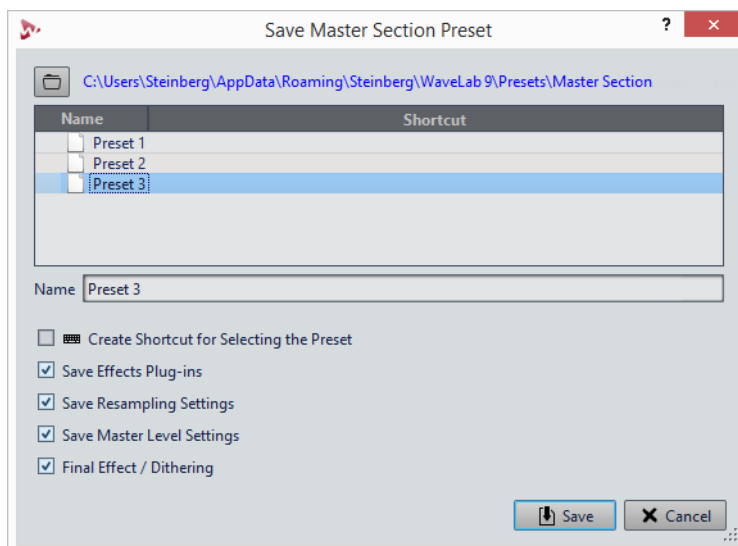 Save Master Section Preset
?
C:\Users\Steinberg\AppData\Roaming\Steinberg\WaveLab 9\Presets\Master Section
Name Shortcut
Preset 1
Preset 2
Preset 3
Name Preset 3
Create Shortcut for Selecting the Preset
Save Effects Plug-ins
Save Resampling Settings
Save Master Level Settings
Final Effect / Dithering
Save Cancel